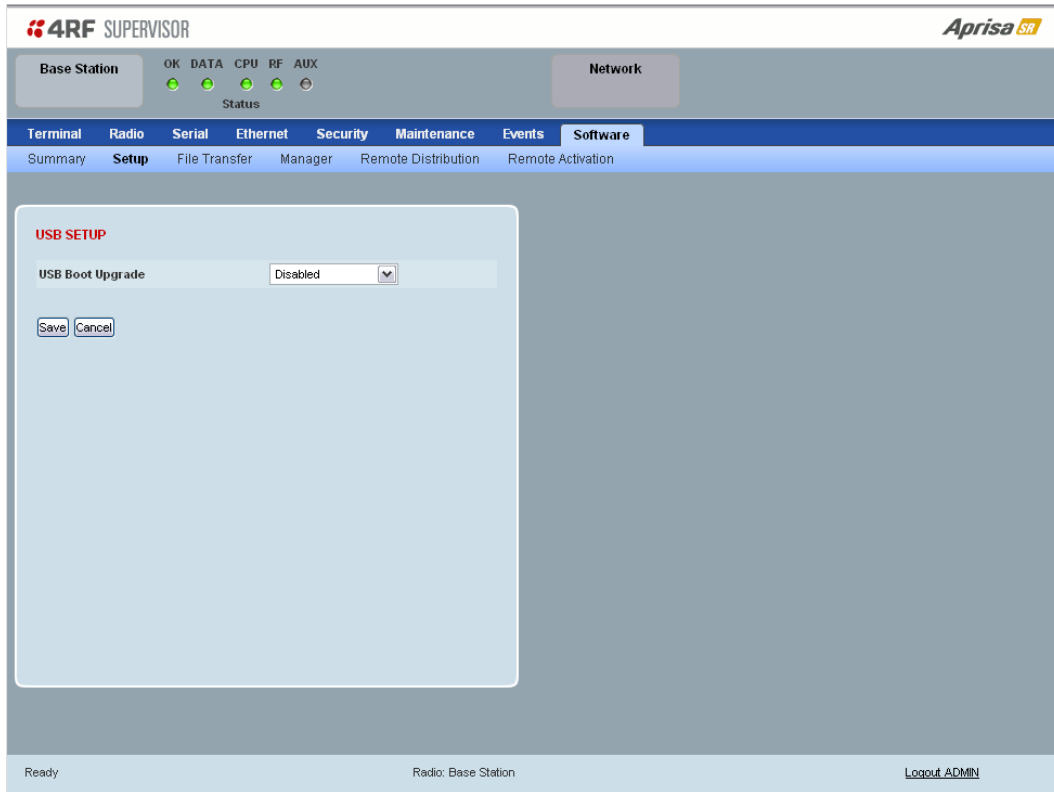 4RF SUPERVISOR
Aprisa SR
Base Station
OK DATA CPU RF AUX
Status
Network
Terminal Radio Serial Ethernet Security Maintenance Events Software
Summary Setup File Transfer Manager Remote Distribution Remote Activation
USB SETUP
USB Boot Upgrade Disabled
Save Cancel
Ready Radio: Base Station Logout ADMIN